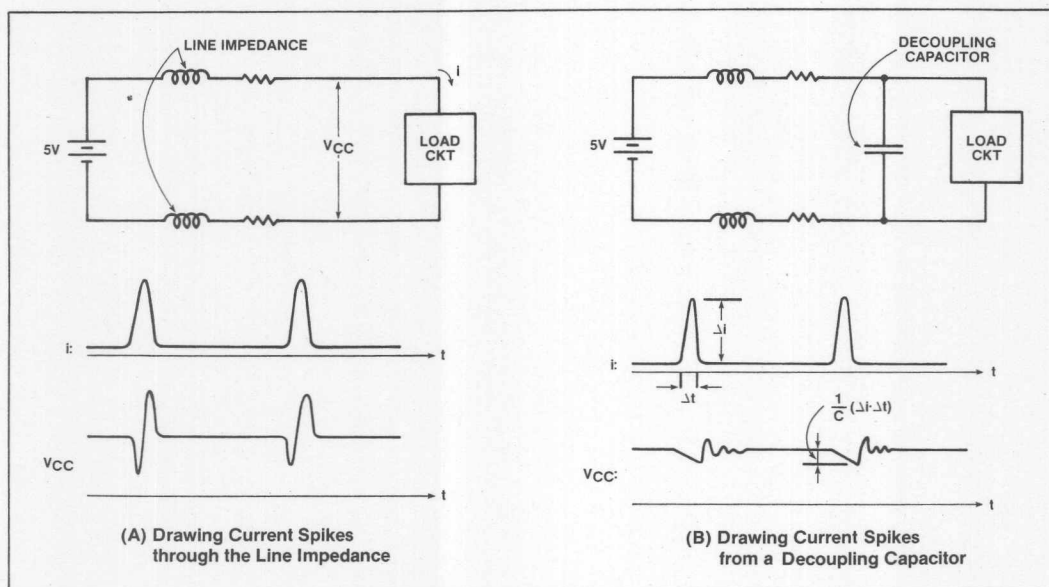 LINE IMPEDANCE
i
5V
VCC
LOAD
CKT
i:
t
VCC
t
(A) Drawing Current Spikes
through the Line Impedance
DECOUPLING
CAPACITOR
5V
LOAD
CKT
Δi
i:
t
Δt
1/C (Δi·Δt)
VCC:
t
(B) Drawing Current Spikes
from a Decoupling Capacitor